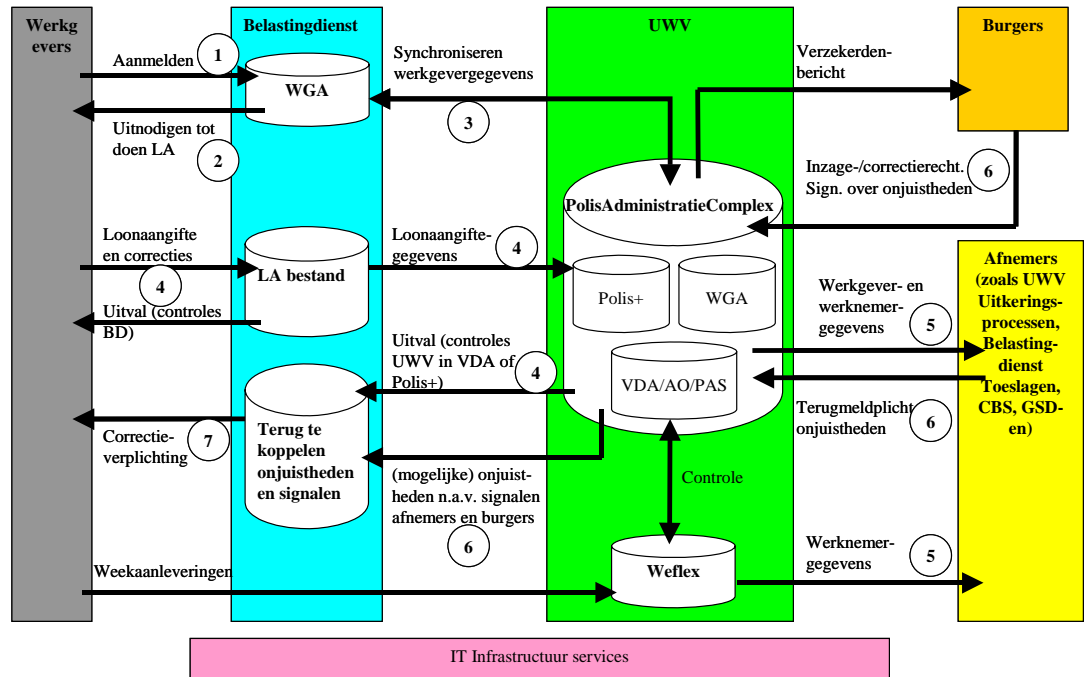 Werkg
evers
Belastingdienst
UWV
Burgers
Aanmelden
1
WGA
Synchroniseren
werkgevergegevens
3
Verzekerden-
bericht
Uitnodigen tot
doen LA
2
Inzage-/correctierecht.
Sign. over onjuistheden
6
PolisAdministratieComplex
Loonaangifte
en correcties
4
LA bestand
Loonaangifte-
gegevens
4
Polis+
WGA
Uitval (controles
BD)
Werkgever- en
werknemer-
gegevens
5
Afnemers
(zoals UWV
Uitkerings-
processen,
Belasting-
dienst
Toeslagen,
CBS, GSD-
en)
Uitval (controles
UWV in VDA of
Polis+)
4
VDA/AO/PAS
Terugmeldplicht
onjuistheden
6
Correctie-
verplichting
7
Terug te
koppelen
onjuistheden
en signalen
(mogelijke) onjuist-
heden n.a.v. signalen
afnemers en burgers
6
Controle
Weekaanleveringen
Weflex
Werknemer-
gegevens
5
IT Infrastructuur services